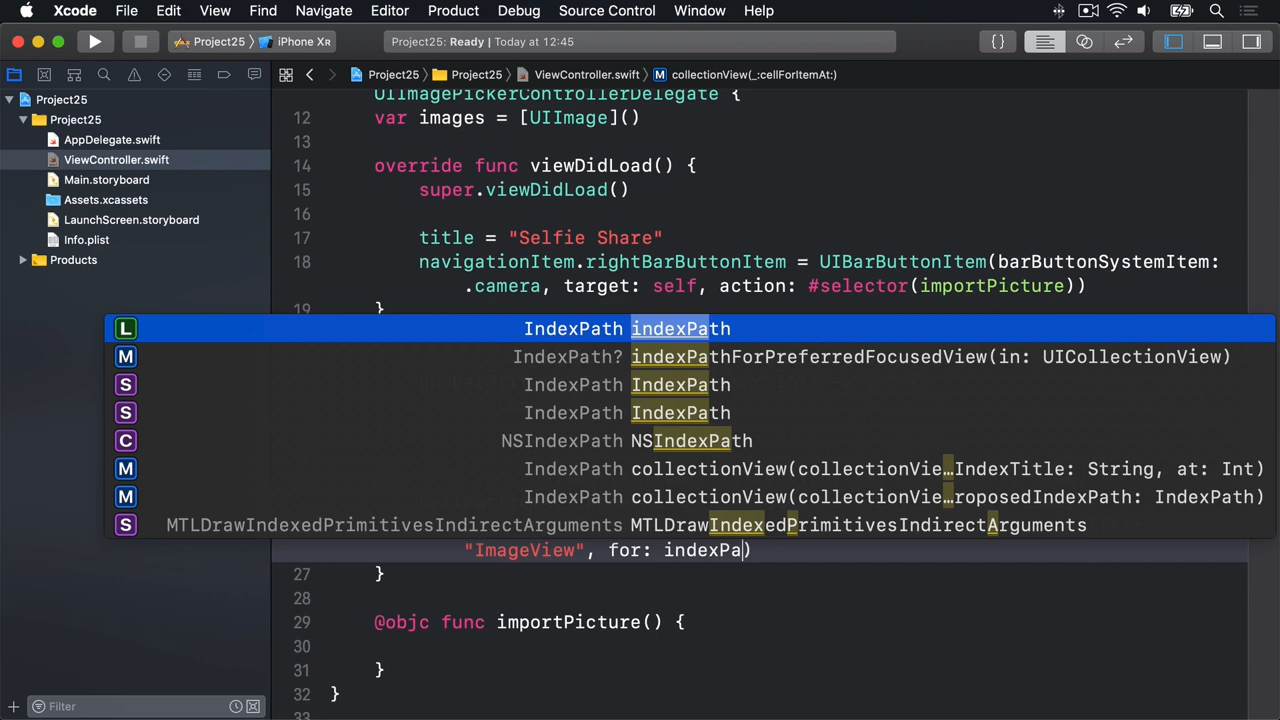 Xcode File Edit View Find Navigate Editor Product Debug Source Control Window Help
Project25 iPhone XR Project25: Ready | Today at 12:45
Project25 Project25 ViewController.swift M collectionView(_:cellForItemAt:)
Project25
Project25
AppDelegate.swift
ViewController.swift
Main.storyboard
Assets.xcassets
LaunchScreen.storyboard
Info.plist
Products
Filter
UIImagePickerControllerDelegate {
12 var images = [UIImage]()
13
14 override func viewDidLoad() {
15 super.viewDidLoad()
16
17 title = "Selfie Share"
18 navigationItem.rightBarButtonItem = UIBarButtonItem(barButtonSystemItem:
.camera, target: self, action: #selector(importPicture))
19 }
L IndexPath indexPath
M IndexPath? indexPathForPreferredFocusedView(in: UICollectionView)
S IndexPath IndexPath
S IndexPath IndexPath
C NSIndexPath NSIndexPath
M IndexPath collectionView(collectionVie…IndexTitle: String, at: Int)
M IndexPath collectionView(collectionVie…roposedIndexPath: IndexPath)
S MTLDrawIndexedPrimitivesIndirectArguments MTLDrawIndexedPrimitivesIndirectArguments
"ImageView", for: indexPa)
27 }
28
29 @objc func importPicture() {
30
31 }
32 }
33